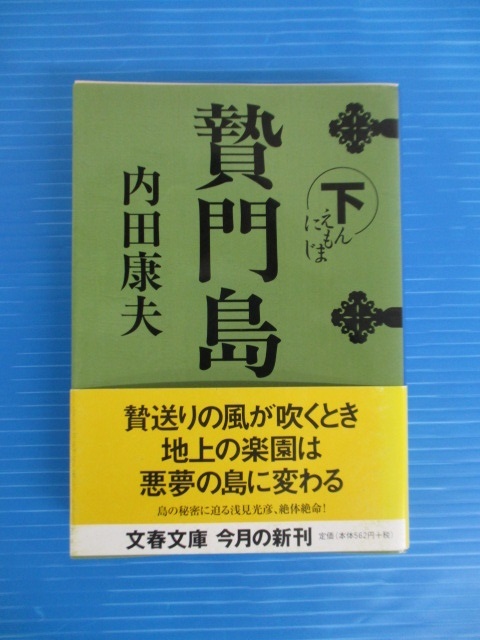 贄門島
下
にえもんじま
内田康夫
贄送りの風が吹くとき
地上の楽園は
悪夢の島に変わる
島の秘密に迫る浅見光彦、絶体絶命!
文春文庫 今月の新刊
定価(本体562円+税)